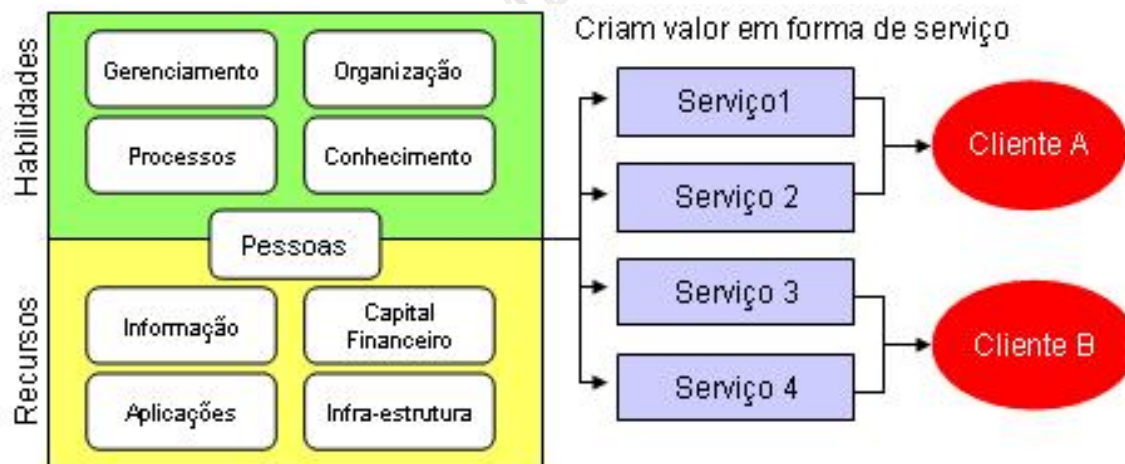 Habilidades
Gerenciamento
Organização
Processos
Conhecimento
Pessoas
Recursos
Informação
Capital
Financeiro
Aplicações
Infra-estrutura
Criam valor em forma de serviço
Serviço1
Serviço 2
Serviço 3
Serviço 4
Cliente A
Cliente B